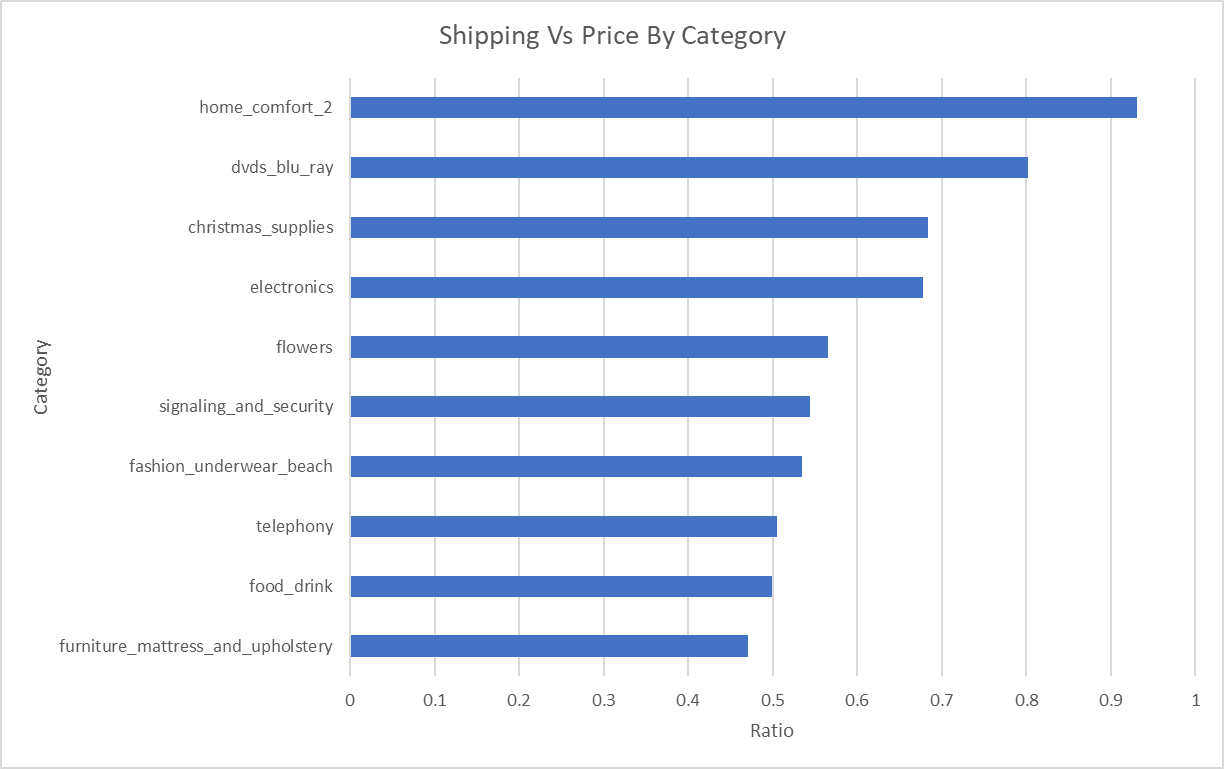 Shipping Vs Price By Category
Category
home_comfort_2
dvds_blu_ray
christmas_supplies
electronics
flowers
signaling_and_security
fashion_underwear_beach
telephony
food_drink
furniture_mattress_and_upholstery
0 0.1 0.2 0.3 0.4 0.5 0.6 0.7 0.8 0.9 1
Ratio